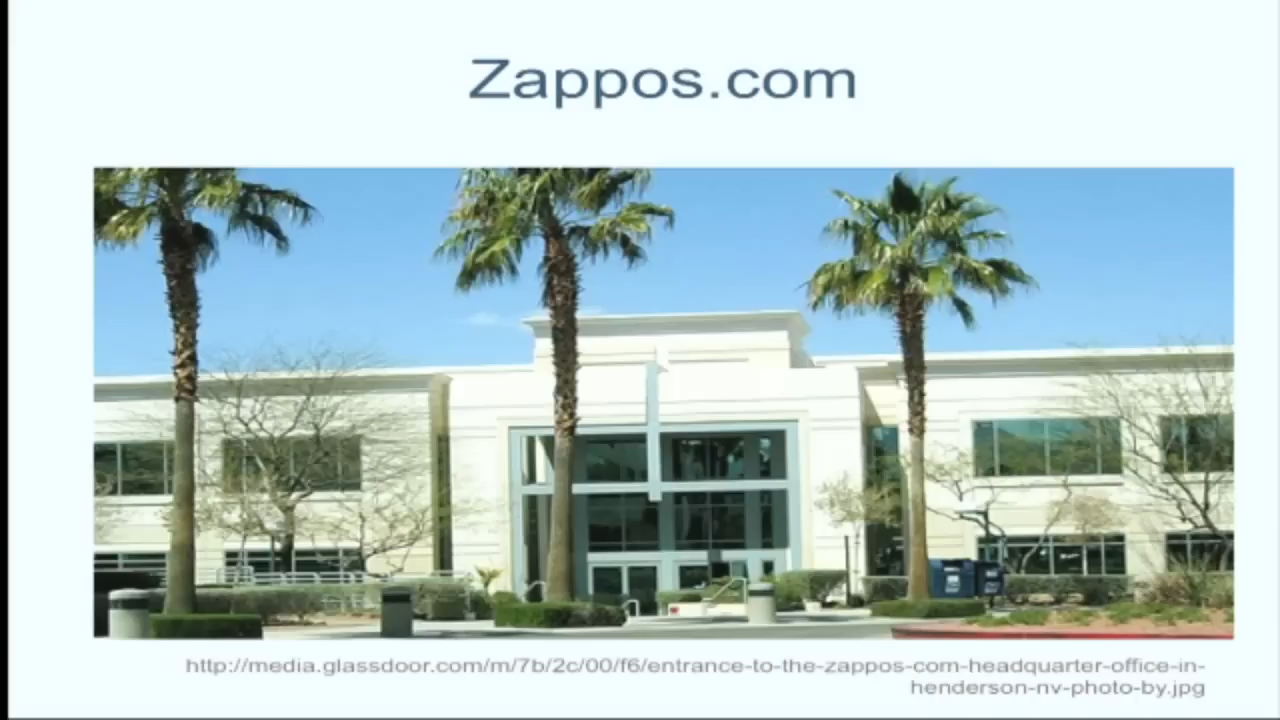 Zappos.com
http://media.glassdoor.com/m/7b/2c/00/f6/entrance-to-the-zappos-com-headquarter-office-in-
henderson-nv-photo-by.jpg